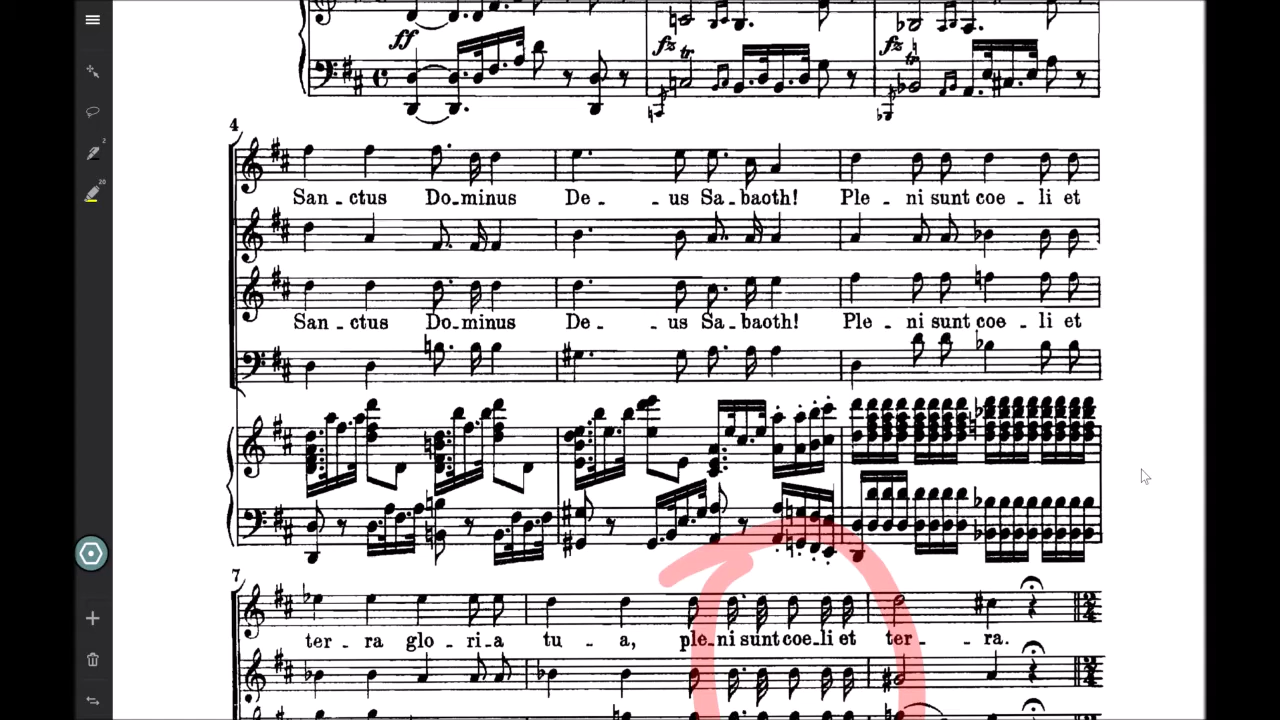 ff
fz tr
fz tr
4
San - ctus Do - minus De - - us Sa - baoth! Ple - ni sunt coe - li et
San - ctus Do - minus De - - us Sa - baoth! Ple - ni sunt coe - li et
7
ter - ra glo - ri - a tu - a, ple - ni sunt coe - li et ter - - ra.